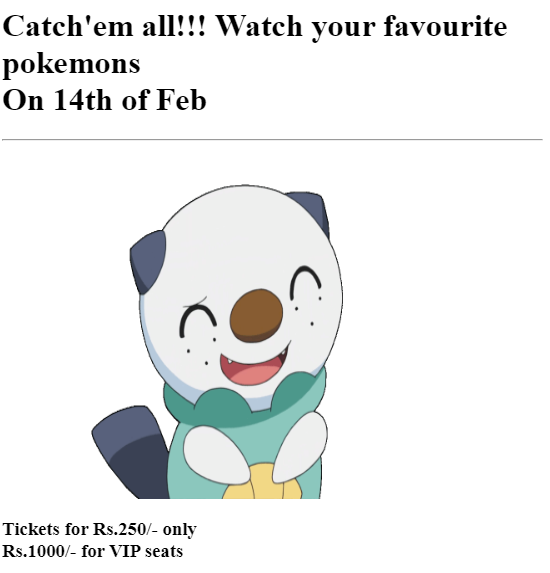 Catch'em all!!! Watch your favourite
pokemons
On 14th of Feb
Tickets for Rs.250/- only
Rs.1000/- for VIP seats